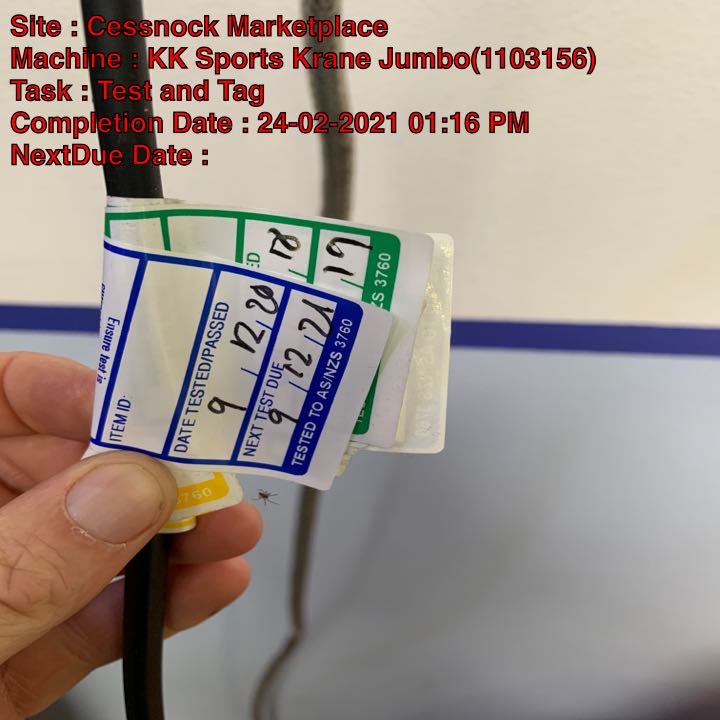 Site : Cessnock Marketplace
Machine : KK Sports Krane Jumbo(1103156)
Task : Test and Tag
Completion Date : 24-02-2021 01:16 PM
NextDue Date :
ED
18
19
ZS 3760
Ensure test is
ITEM ID:
DATE TESTED/PASSED
9 / 12 / 20
NEXT TEST DUE
9 / 12 / 21
TESTED TO AS/NZS 3760
3760